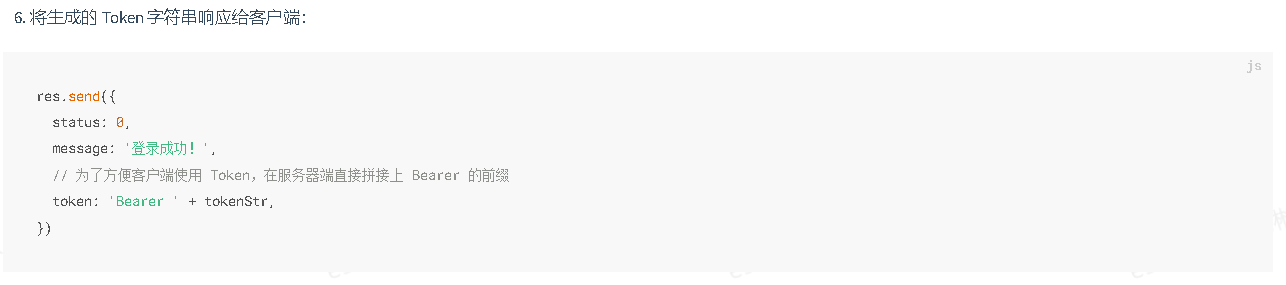 6. 将生成的 Token 字符串响应给客户端：
js
res.send({
  status: 0,
  message: '登录成功！',
  // 为了方便客户端使用 Token，在服务器端直接拼接上 Bearer 的前缀
  token: 'Bearer ' + tokenStr,
})